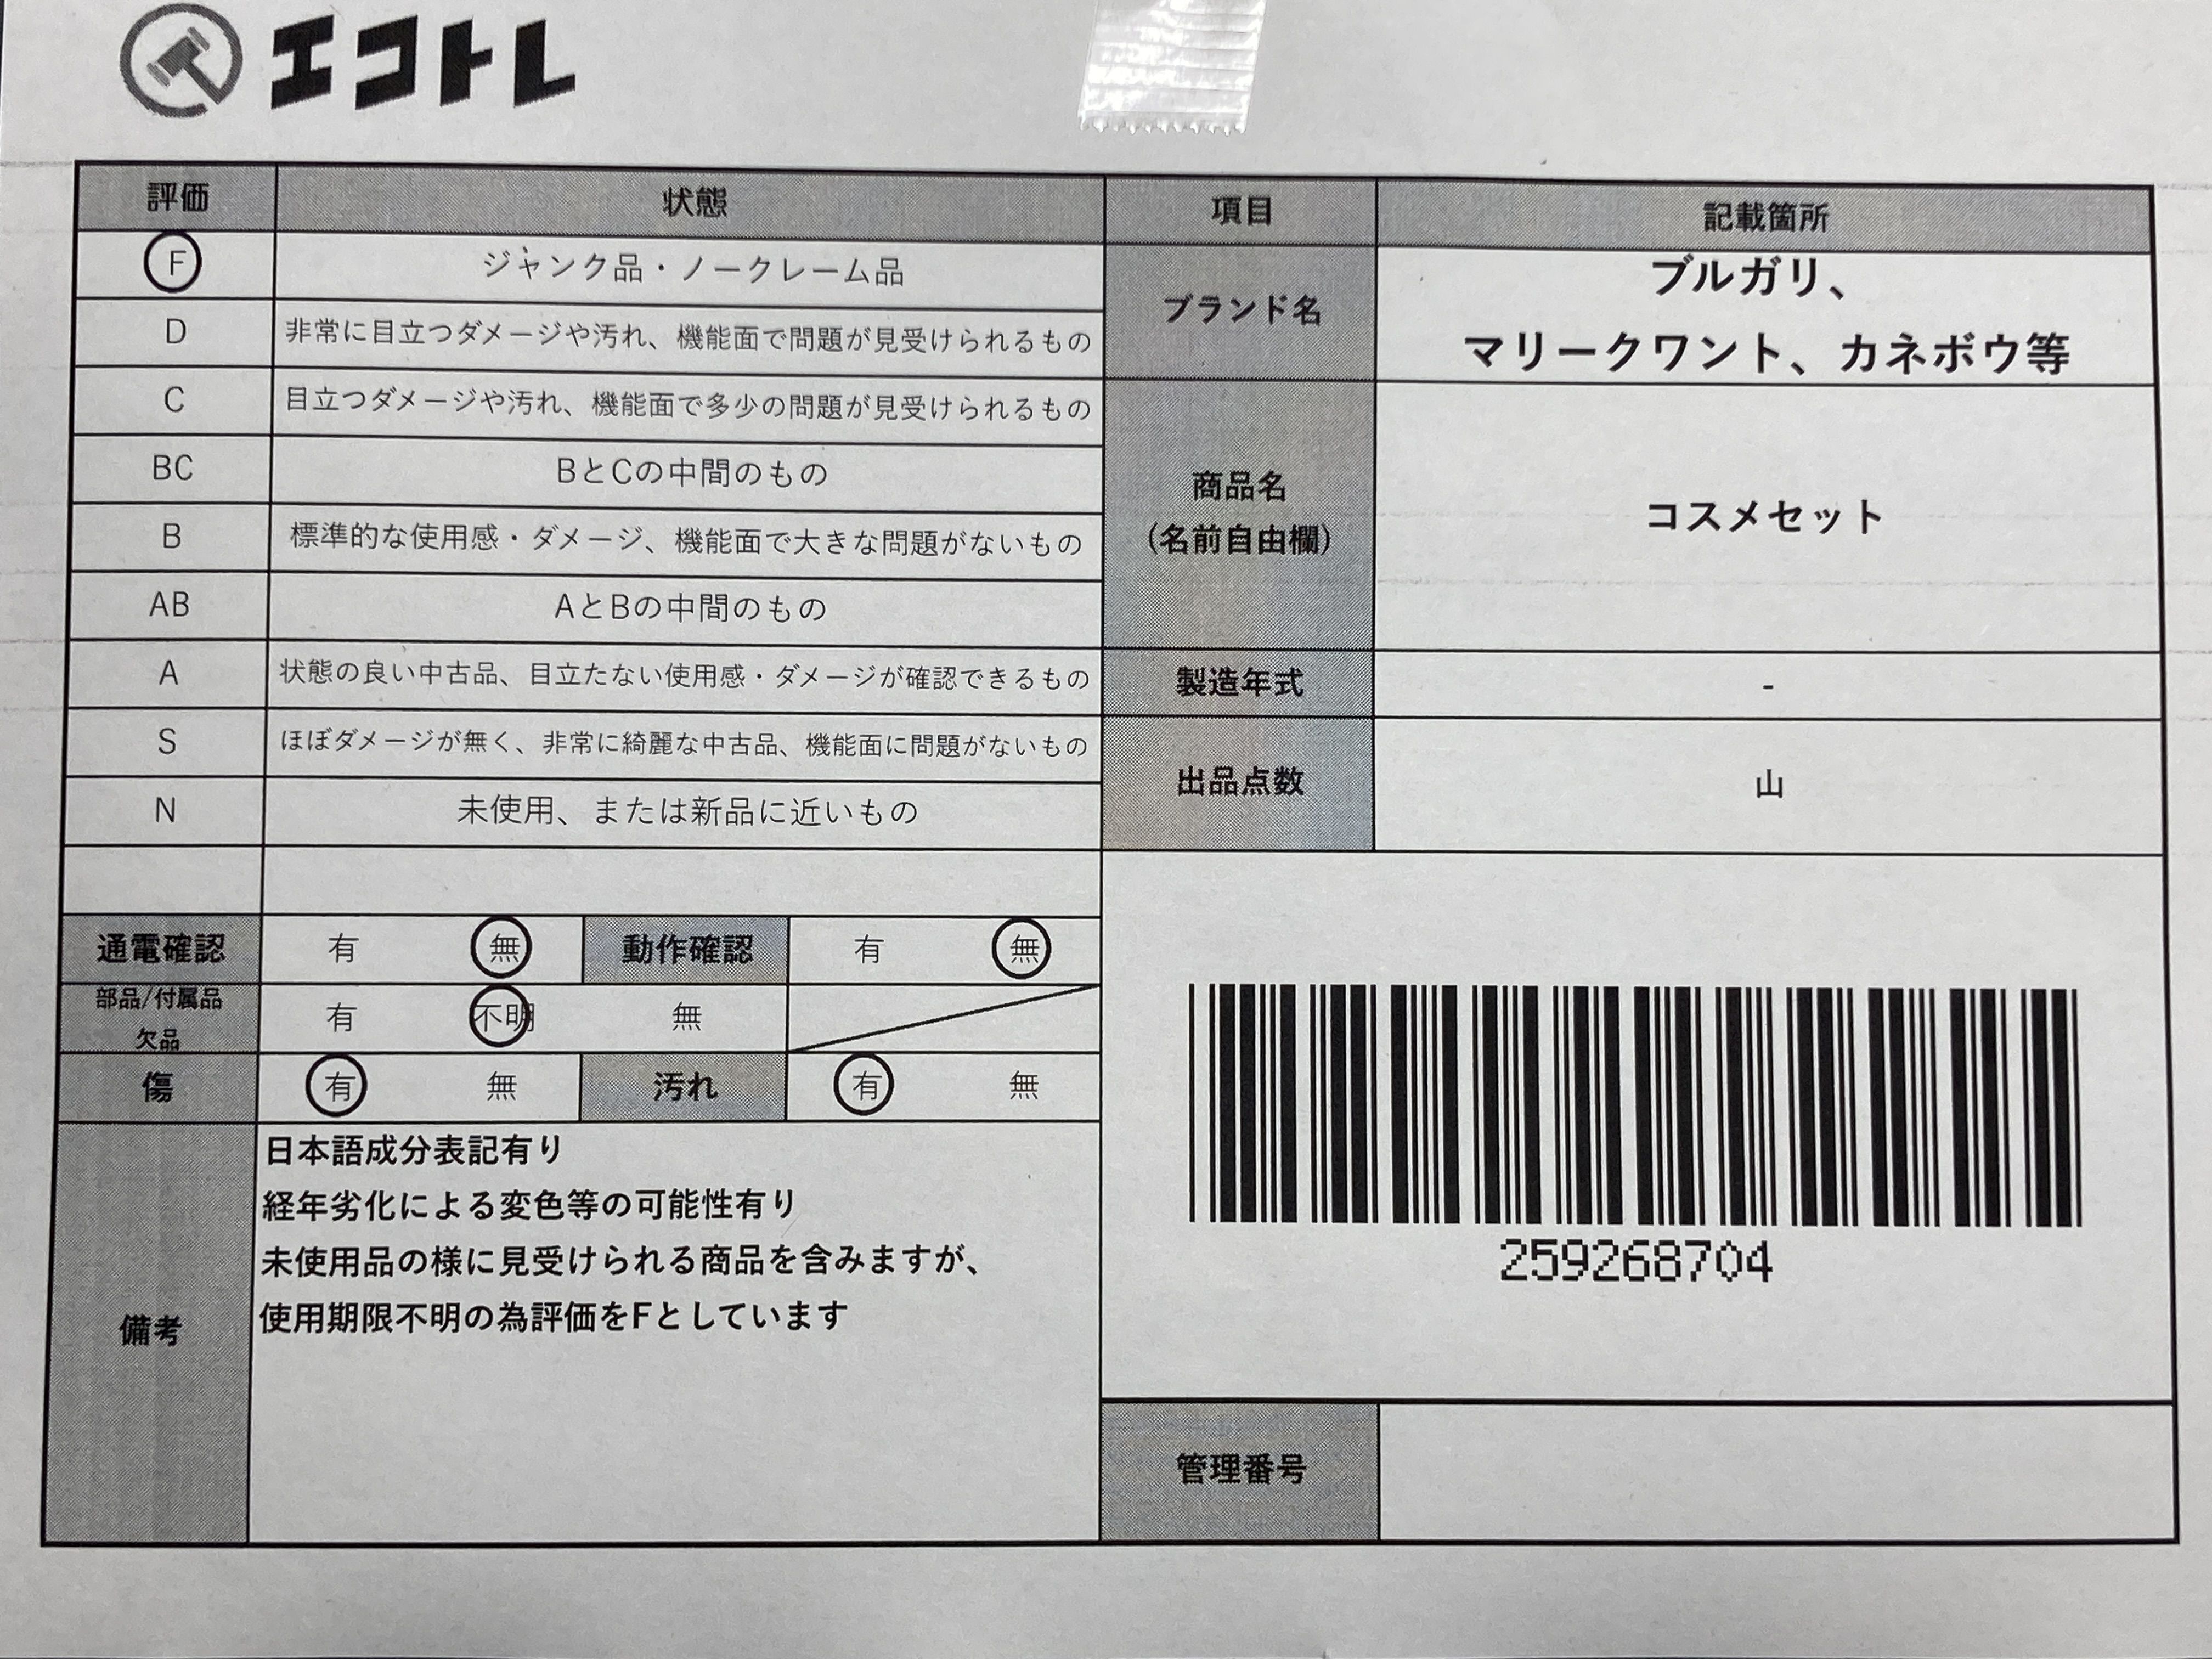 エコトレ
評価 状態 項目 記載箇所
F ジャンク品・ノークレーム品
D 非常に目立つダメージや汚れ、機能面で問題が見受けられるもの
C 目立つダメージや汚れ、機能面で多少の問題が見受けられるもの
BC BとCの中間のもの
B 標準的な使用感・ダメージ、機能面で大きな問題がないもの
AB AとBの中間のもの
A 状態の良い中古品、目立たない使用感・ダメージが確認できるもの
S ほぼダメージが無く、非常に綺麗な中古品、機能面に問題がないもの
N 未使用、または新品に近いもの
ブランド名
ブルガリ、
マリークワント、カネボウ等
商品名
(名前自由欄)
コスメセット
製造年式 -
出品点数 山
通電確認 有 無 動作確認 有 無
部品/付属品
欠品
有 不明 無
傷 有 無 汚れ 有 無
備考
日本語成分表記有り
経年劣化による変色等の可能性有り
未使用品の様に見受けられる商品を含みますが、
使用期限不明の為評価をFとしています
259268704
管理番号